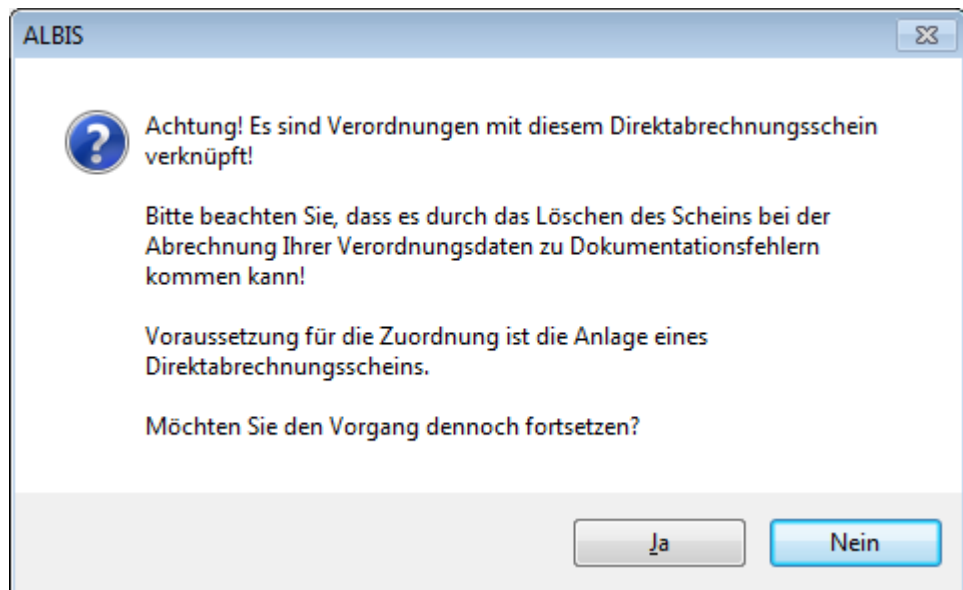 ALBIS
Achtung! Es sind Verordnungen mit diesem Direktabrechnungsschein
verknüpft!
Bitte beachten Sie, dass es durch das Löschen des Scheins bei der
Abrechnung Ihrer Verordnungsdaten zu Dokumentationsfehlern
kommen kann!
Voraussetzung für die Zuordnung ist die Anlage eines
Direktabrechnungsscheins.
Möchten Sie den Vorgang dennoch fortsetzen?
Ja Nein